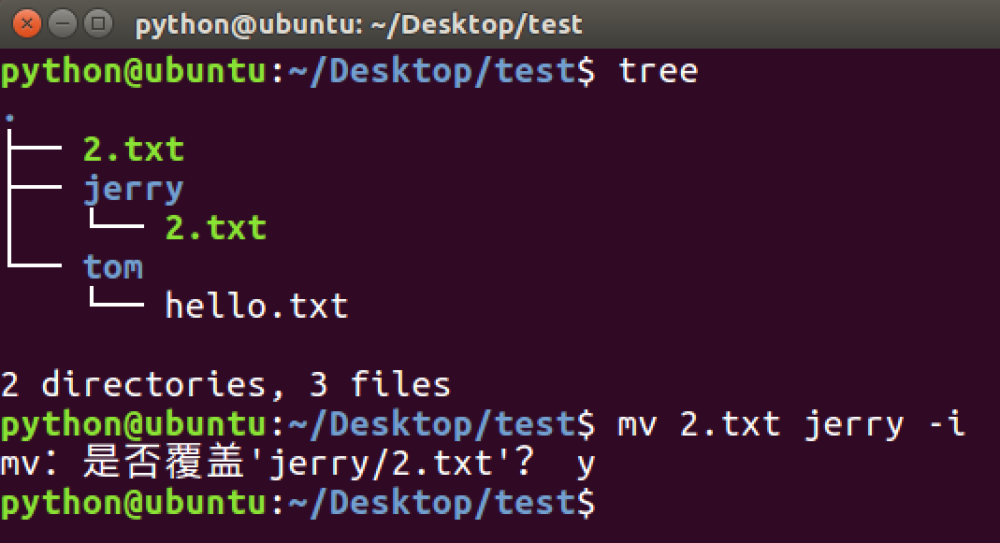 python@ubuntu: ~/Desktop/test
python@ubuntu:~/Desktop/test$ tree
.
├── 2.txt
├── jerry
│   └── 2.txt
└── tom
    └── hello.txt
2 directories, 3 files
python@ubuntu:~/Desktop/test$ mv 2.txt jerry -i
mv：是否覆盖'jerry/2.txt'？ y
python@ubuntu:~/Desktop/test$